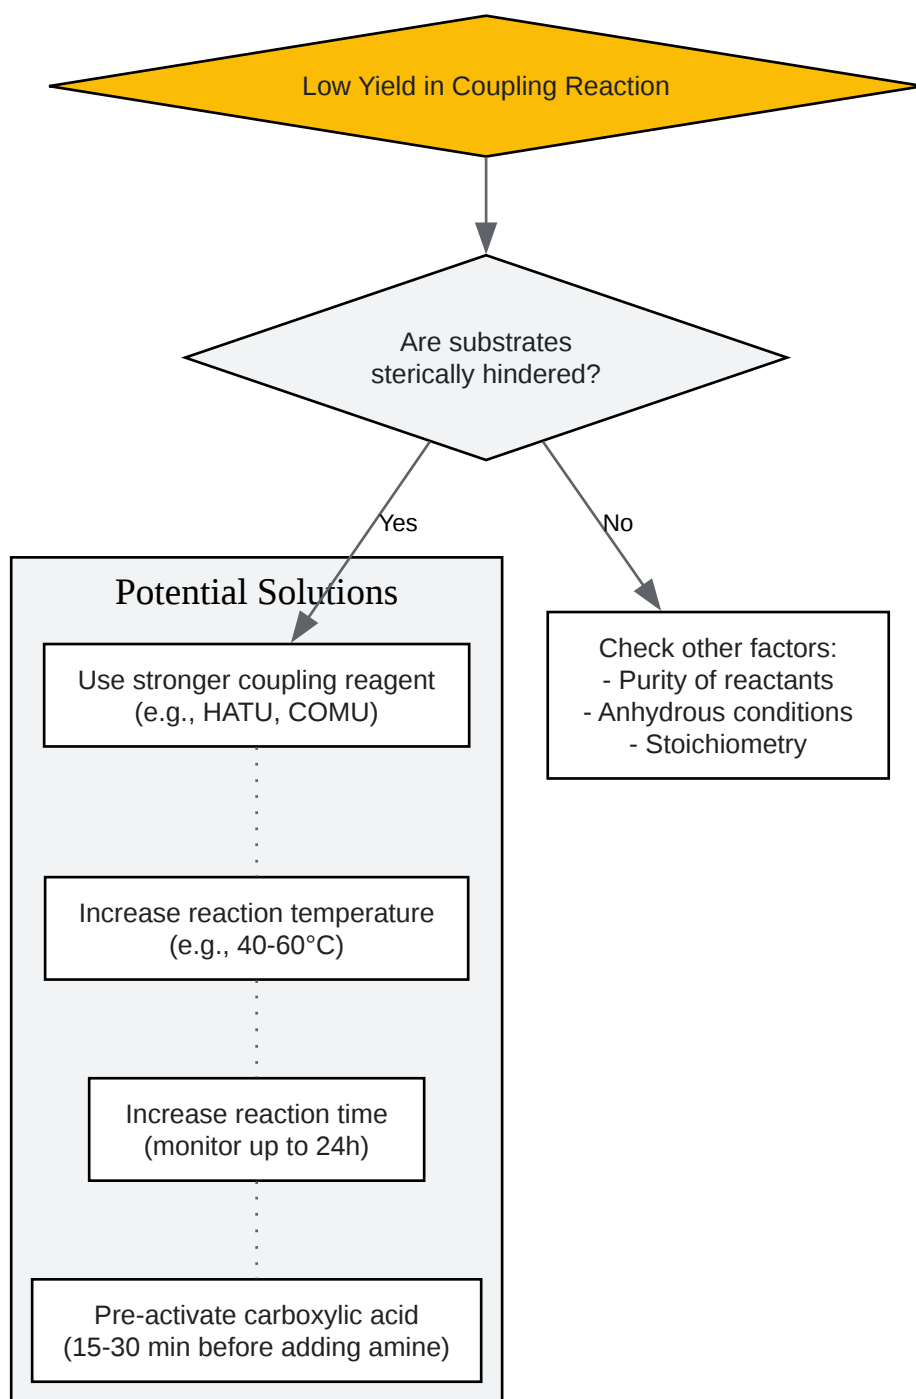 Low Yield in Coupling Reaction
Are substrates
sterically hindered?
Yes
No
Potential Solutions
Use stronger coupling reagent
(e.g., HATU, COMU)
Check other factors:
- Purity of reactants
- Anhydrous conditions
- Stoichiometry
Increase reaction temperature
(e.g., 40-60°C)
Increase reaction time
(monitor up to 24h)
Pre-activate carboxylic acid
(15-30 min before adding amine)